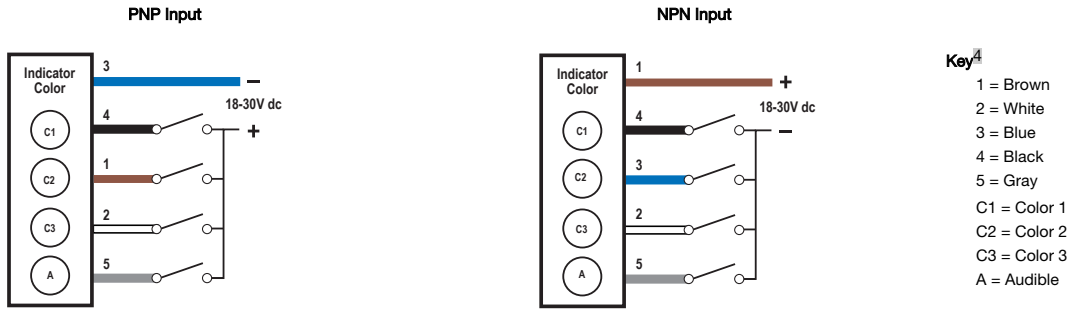 PNP Input
Indicator
Color
3
–
18-30V dc
4
+
C1
1
C2
2
C3
5
A
NPN Input
Indicator
Color
1
+
18-30V dc
4
–
C1
3
C2
2
C3
5
A
Key4
1 = Brown
2 = White
3 = Blue
4 = Black
5 = Gray
C1 = Color 1
C2 = Color 2
C3 = Color 3
A = Audible